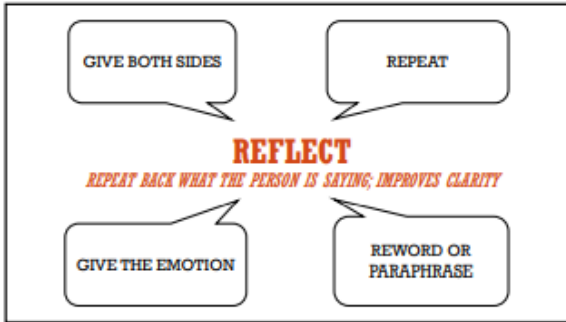 GIVE BOTH SIDES
REPEAT
REFLECT
REPEAT BACK WHAT THE PERSON IS SAYING; IMPROVES CLARITY
GIVE THE EMOTION
REWORD OR
PARAPHRASE